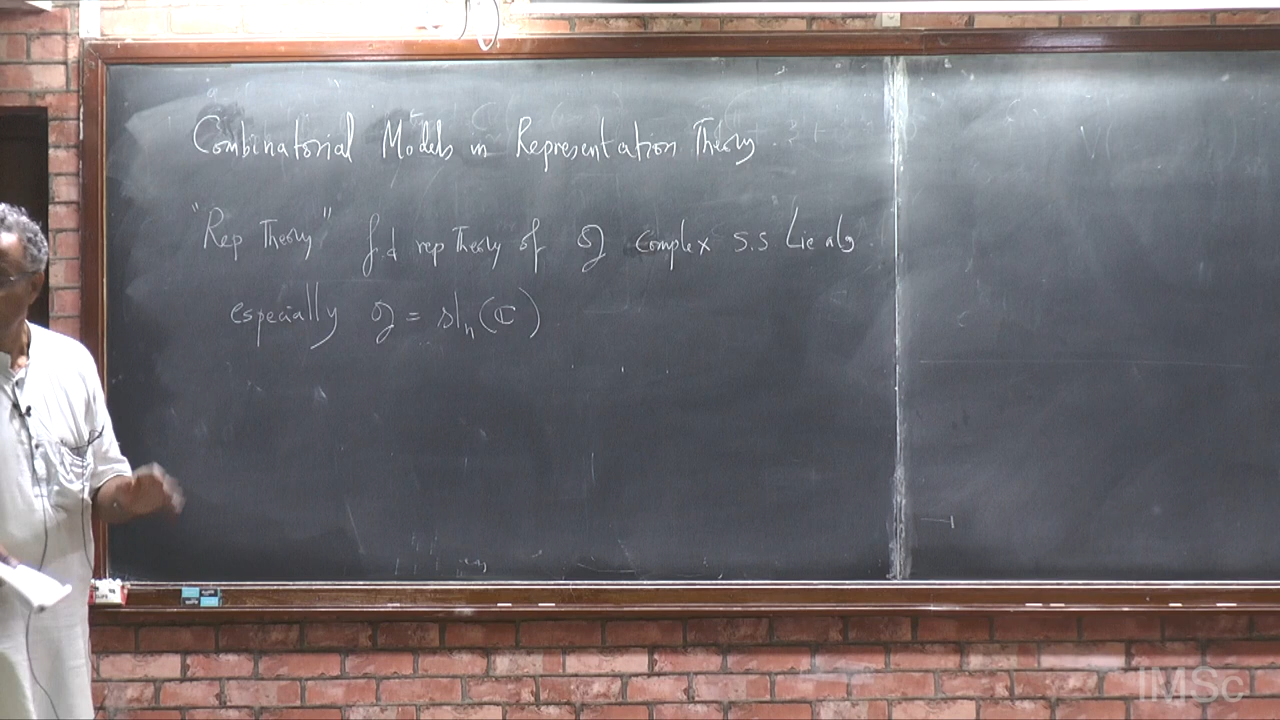 Combinatorial Models in Representation Theory.
"Rep Theory" f.d rep Theory of 𝔤 complex s.s Lie alg.
especially 𝔤 = sl_n(ℂ)
IMSc